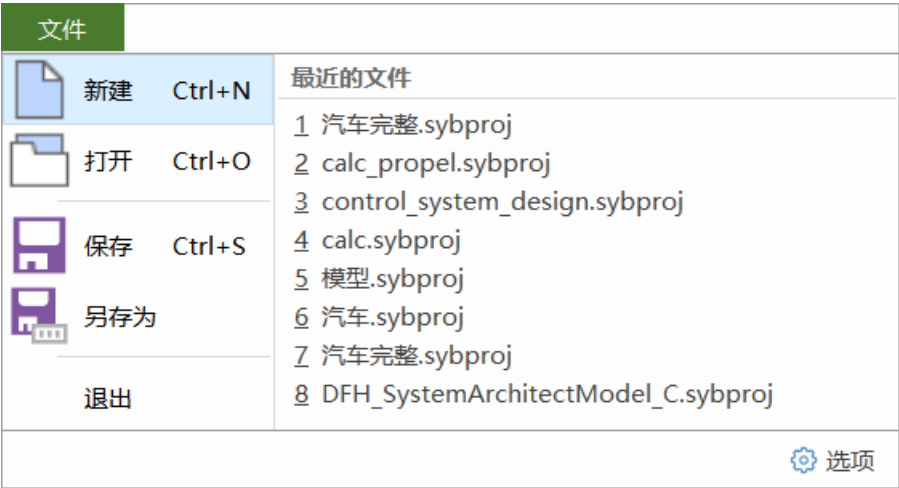 文件
新建 Ctrl+N
打开 Ctrl+O
保存 Ctrl+S
另存为
退出
最近的文件
1 汽车完整.sybproj
2 calc_propel.sybproj
3 control_system_design.sybproj
4 calc.sybproj
5 模型.sybproj
6 汽车.sybproj
7 汽车完整.sybproj
8 DFH_SystemArchitectModel_C.sybproj
选项